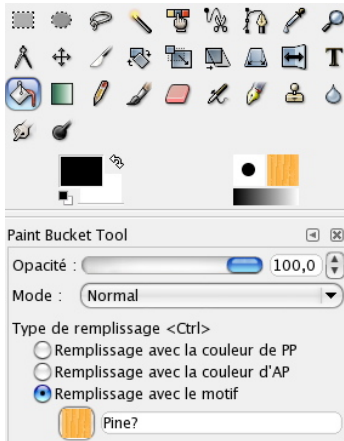 Paint Bucket Tool
Opacité : 100,0
Mode : Normal
Type de remplissage <Ctrl>
Remplissage avec la couleur de PP
Remplissage avec la couleur d'AP
Remplissage avec le motif
Pine?